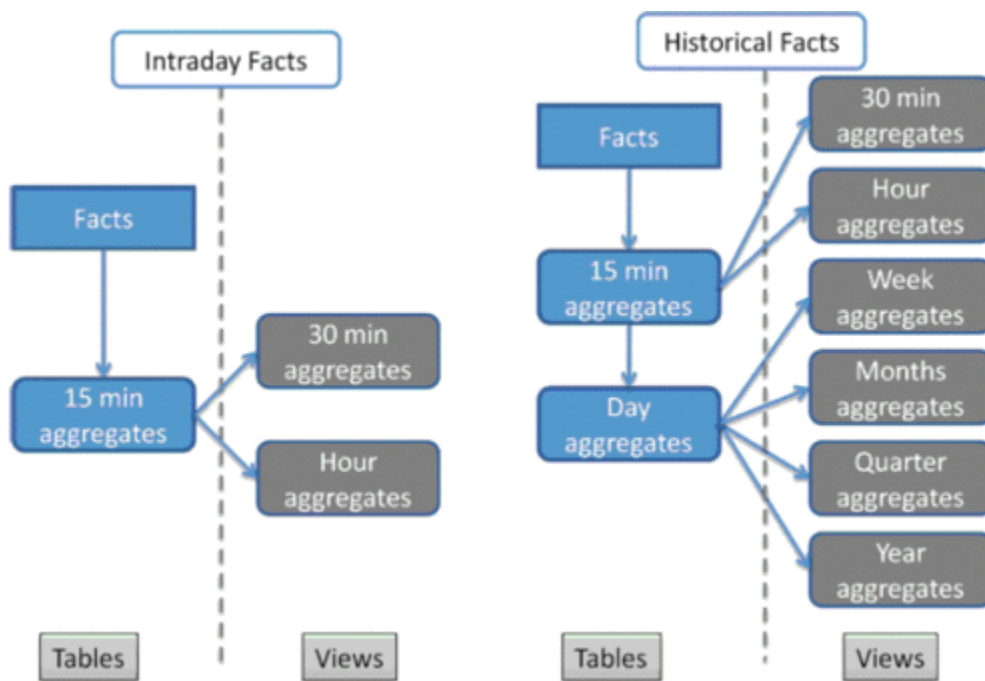 Intraday Facts
Facts
15 min
aggregates
30 min
aggregates
Hour
aggregates
Tables
Views
Historical Facts
Facts
15 min
aggregates
Day
aggregates
30 min
aggregates
Hour
aggregates
Week
aggregates
Months
aggregates
Quarter
aggregates
Year
aggregates
Tables
Views